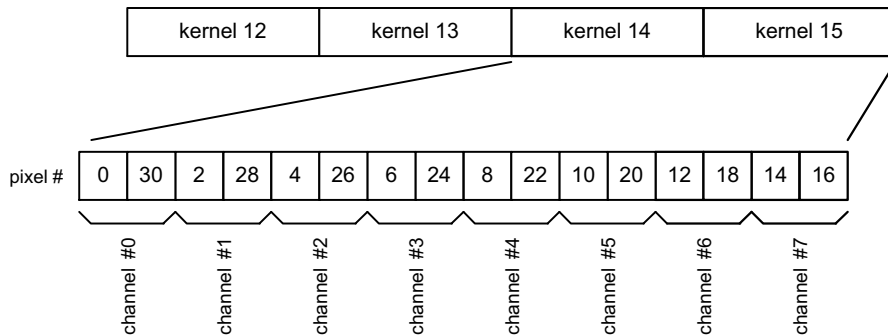 kernel 12 kernel 13 kernel 14 kernel 15
pixel # 0 30 2 28 4 26 6 24 8 22 10 20 12 18 14 16
channel #0
channel #1
channel #2
channel #3
channel #4
channel #5
channel #6
channel #7